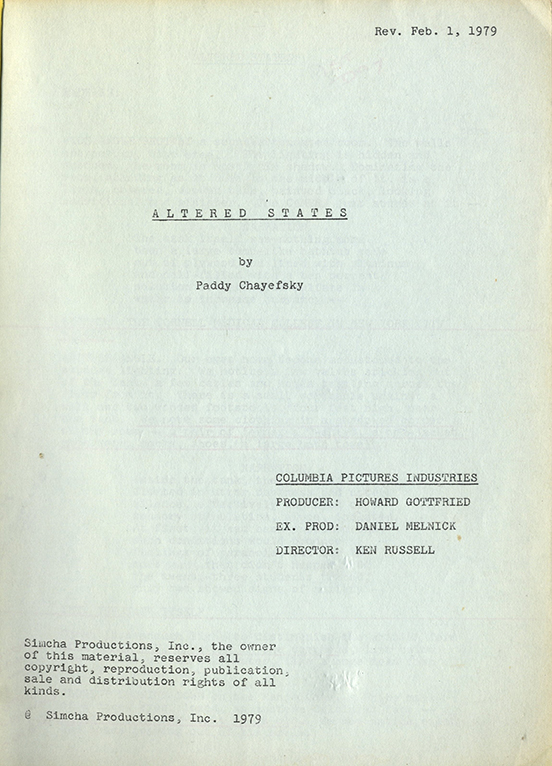 Rev. Feb. 1, 1979
ALTERED STATES
by
Paddy Chayefsky
COLUMBIA PICTURES INDUSTRIES
PRODUCER: HOWARD GOTTFRIED
EX. PROD: DANIEL MELNICK
DIRECTOR: KEN RUSSELL
Simcha Productions, Inc., the owner
of this material, reserves all
copyright, reproduction, publication,
sale and distribution rights of all
kinds.
@ Simcha Productions, Inc. 1979